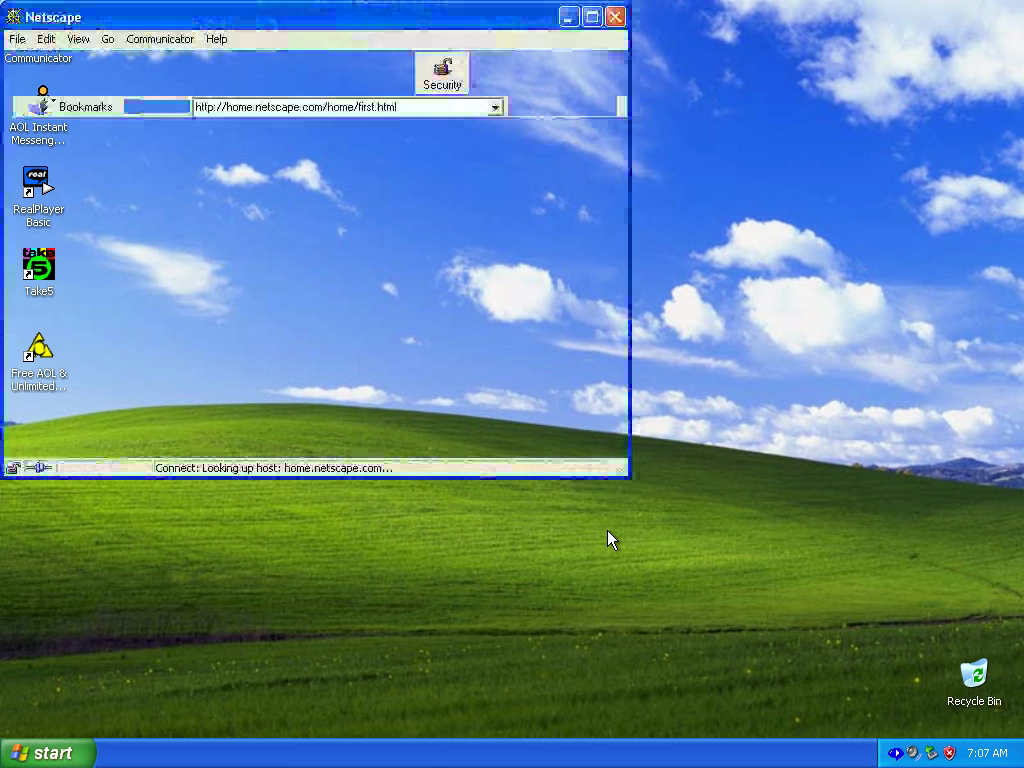 Netscape
File Edit View Go Communicator Help
Communicator
Security
Bookmarks
http://home.netscape.com/home/first.html
AOL Instant
Messeng...
real
RealPlayer
Basic
take
5
Take5
Free AOL &
Unlimited...
Connect: Looking up host: home.netscape.com...
Recycle Bin
start
7:07 AM